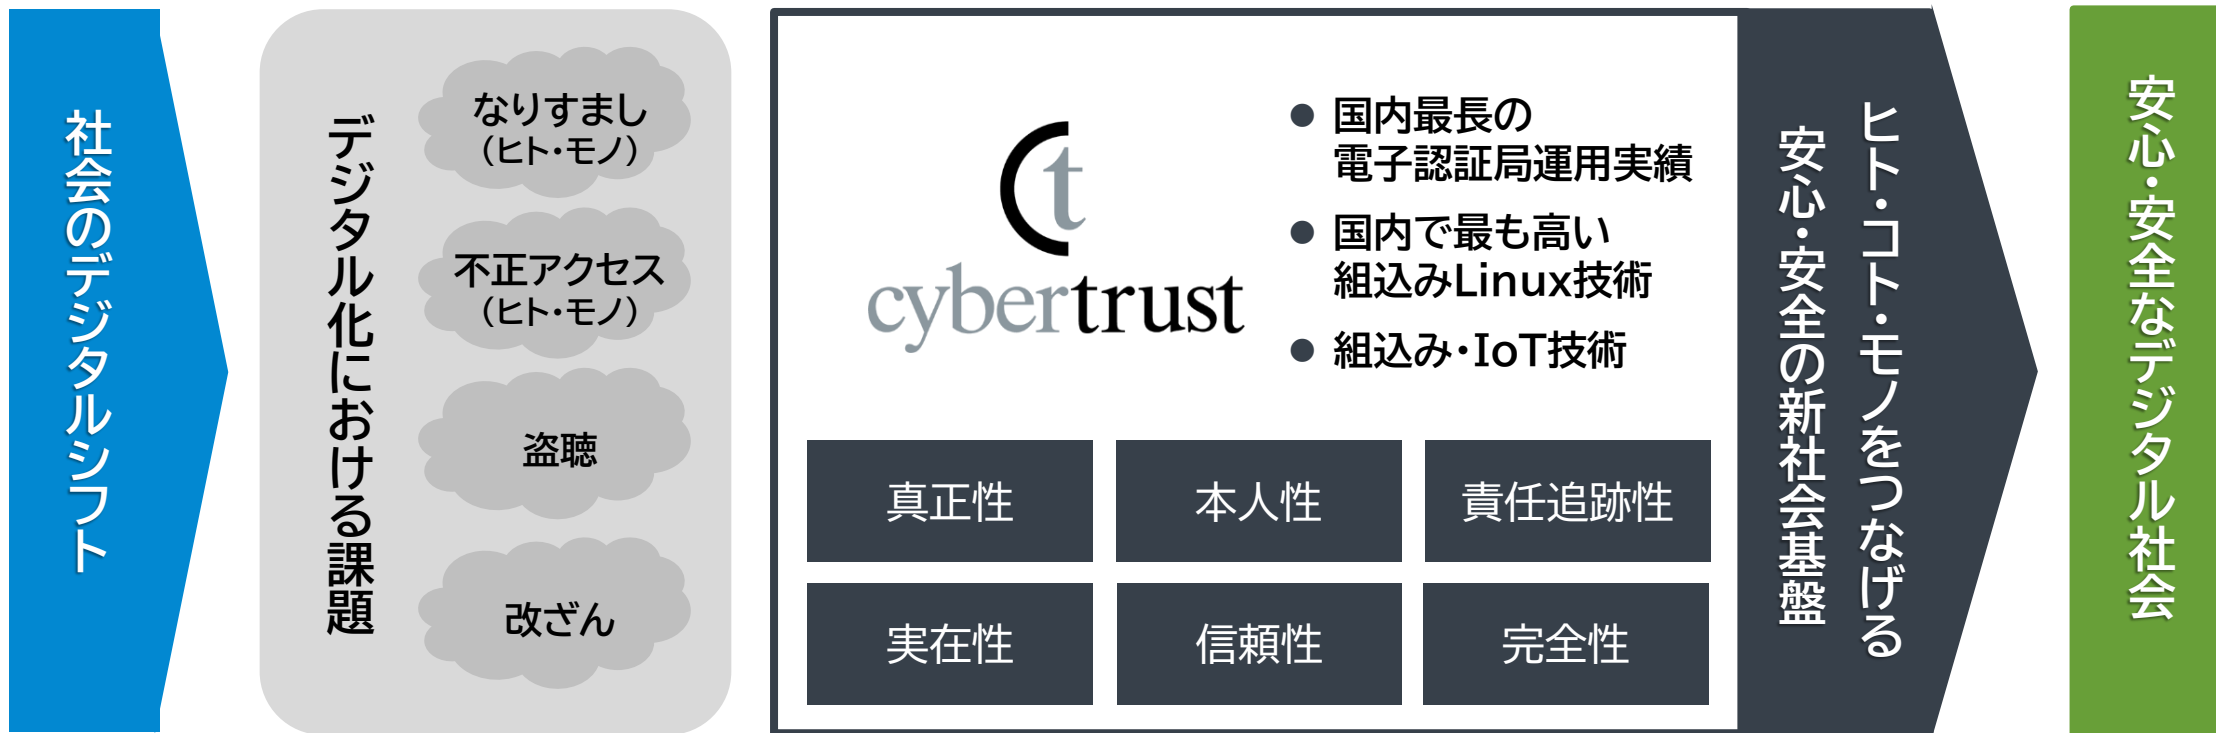 社会のデジタルシフト
デジタル化における課題
なりすまし
（ヒト・モノ）
不正アクセス
（ヒト・モノ）
盗聴
改ざん
cybertrust
● 国内最長の
電子認証局運用実績
● 国内で最も高い
組込みLinux技術
● 組込み・IoT技術
真正性
本人性
責任追跡性
実在性
信頼性
完全性
ヒト・コト・モノをつなげる
安心・安全の新社会基盤
安心・安全なデジタル社会